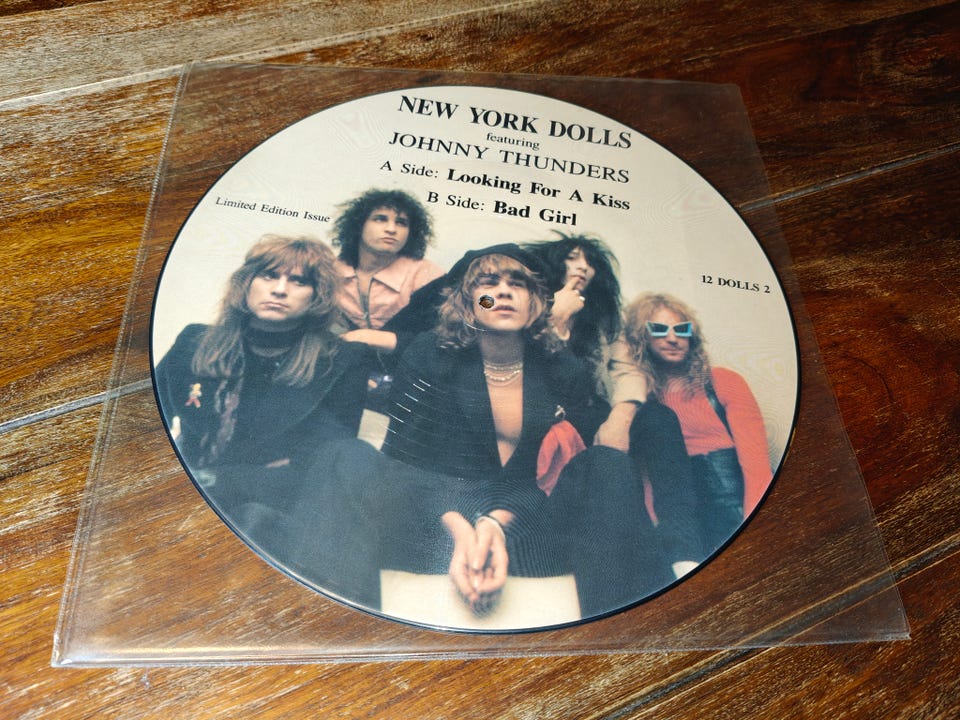 NEW YORK DOLLS
featuring
JOHNNY THUNDERS
A Side: Looking For A Kiss
B Side: Bad Girl
Limited Edition Issue
12 DOLLS 2